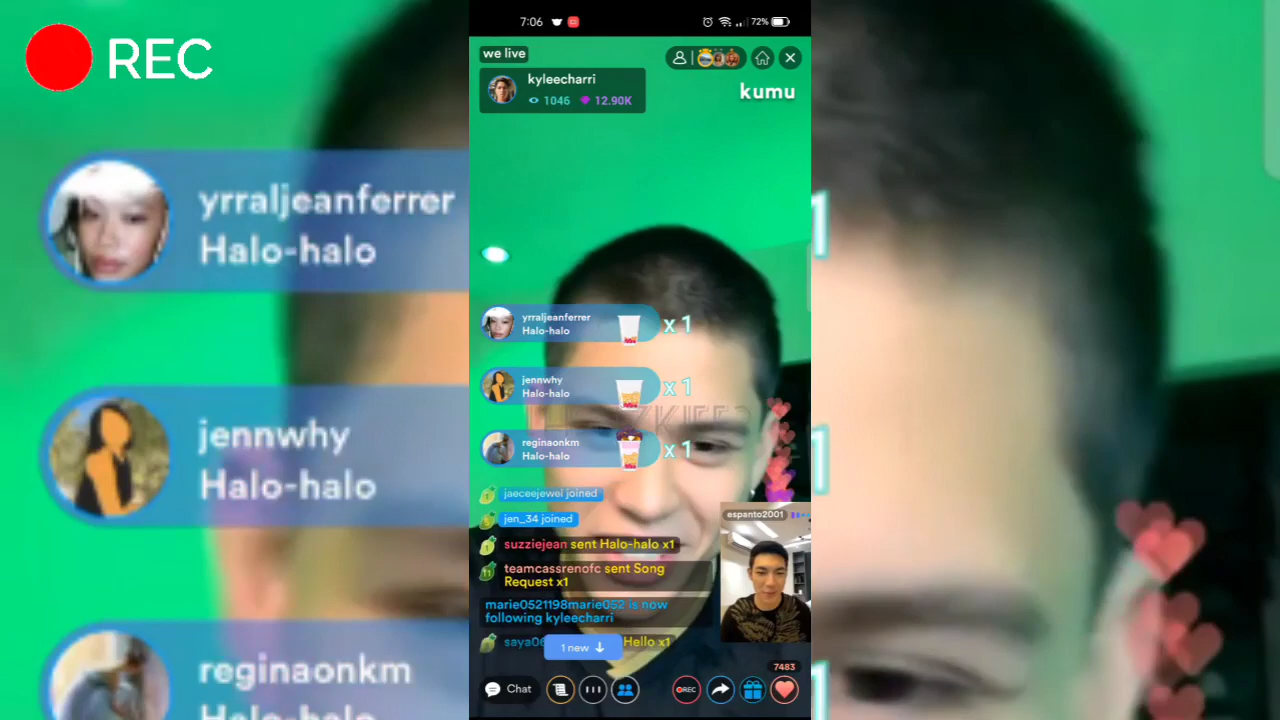 REC
7:06
72%
we live
kyleecharri
1046 12.90K
kumu
yrraljeanferrer
Halo-halo
jennwhy
Halo-halo
reginaonkm
Halo-halo
yrraljeanferrer
Halo-halo
x 1
jennwhy
Halo-halo
x 1
reginaonkm
Halo-halo
x 1
jaeceejewel joined
jen_34 joined
suzziejean sent Halo-halo x1
teamcassrenofc sent Song
Request x1
marie0521198marie052 is now
following kyleecharri
Hello x1
1 new
espanto2001
7483
Chat
REC